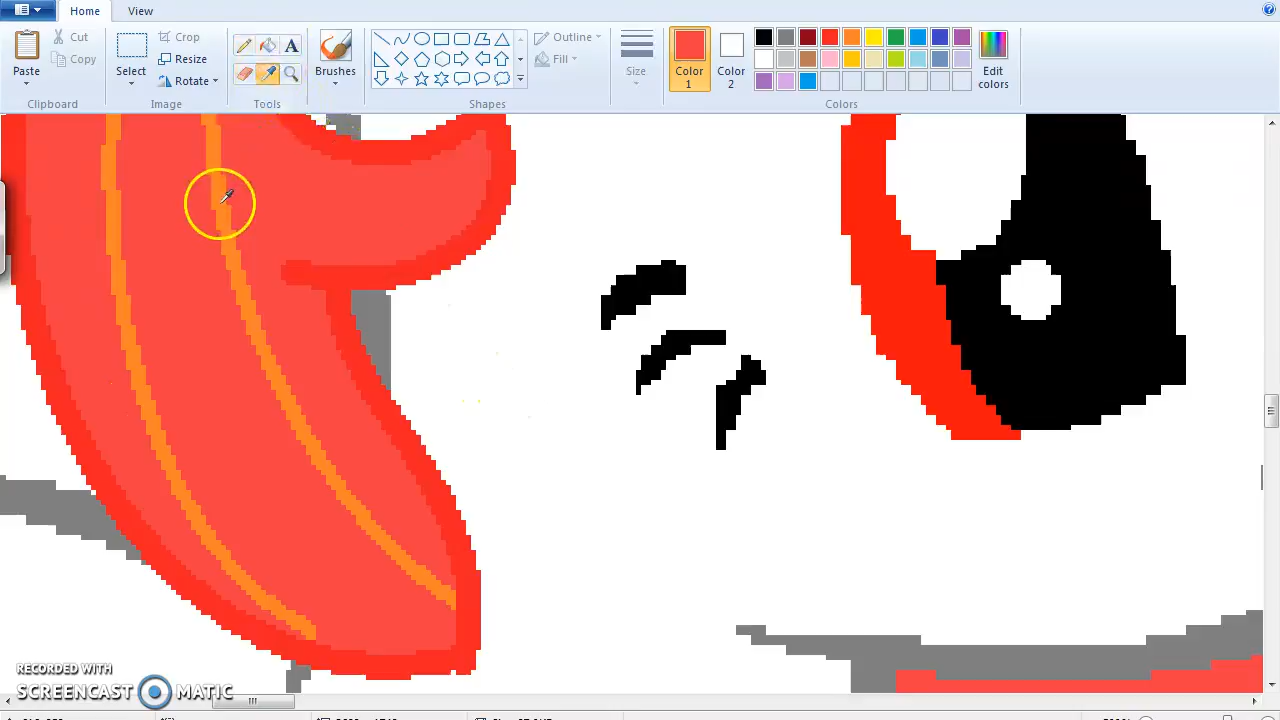 Home
View
Paste
Cut
Copy
Clipboard
Select
Crop
Resize
Rotate
Image
A
Tools
Brushes
Shapes
Outline
Fill
Size
Color
1
Color
2
Edit
colors
Colors
RECORDED WITH
SCREENCAST MATIC